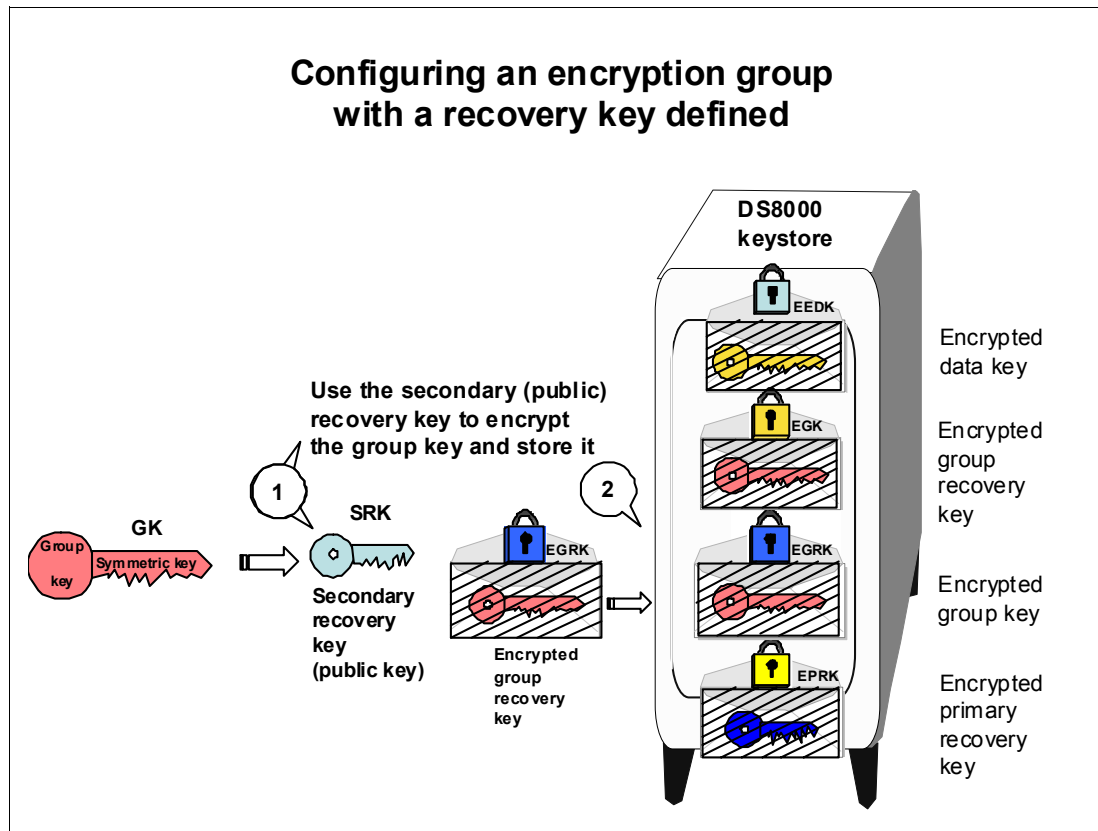 Configuring an encryption group
with a recovery key defined
DS8000
keystore
EEDK
Encrypted
data key
Use the secondary (public)
recovery key to encrypt
the group key and store it
EGK
Encrypted
group
recovery
key
1
2
GK
SRK
Group
key
Symmetric key
EGRK
EGRK
Secondary
recovery
key
(public key)
Encrypted
group key
Encrypted
group
recovery
key
EPRK
Encrypted
primary
recovery
key